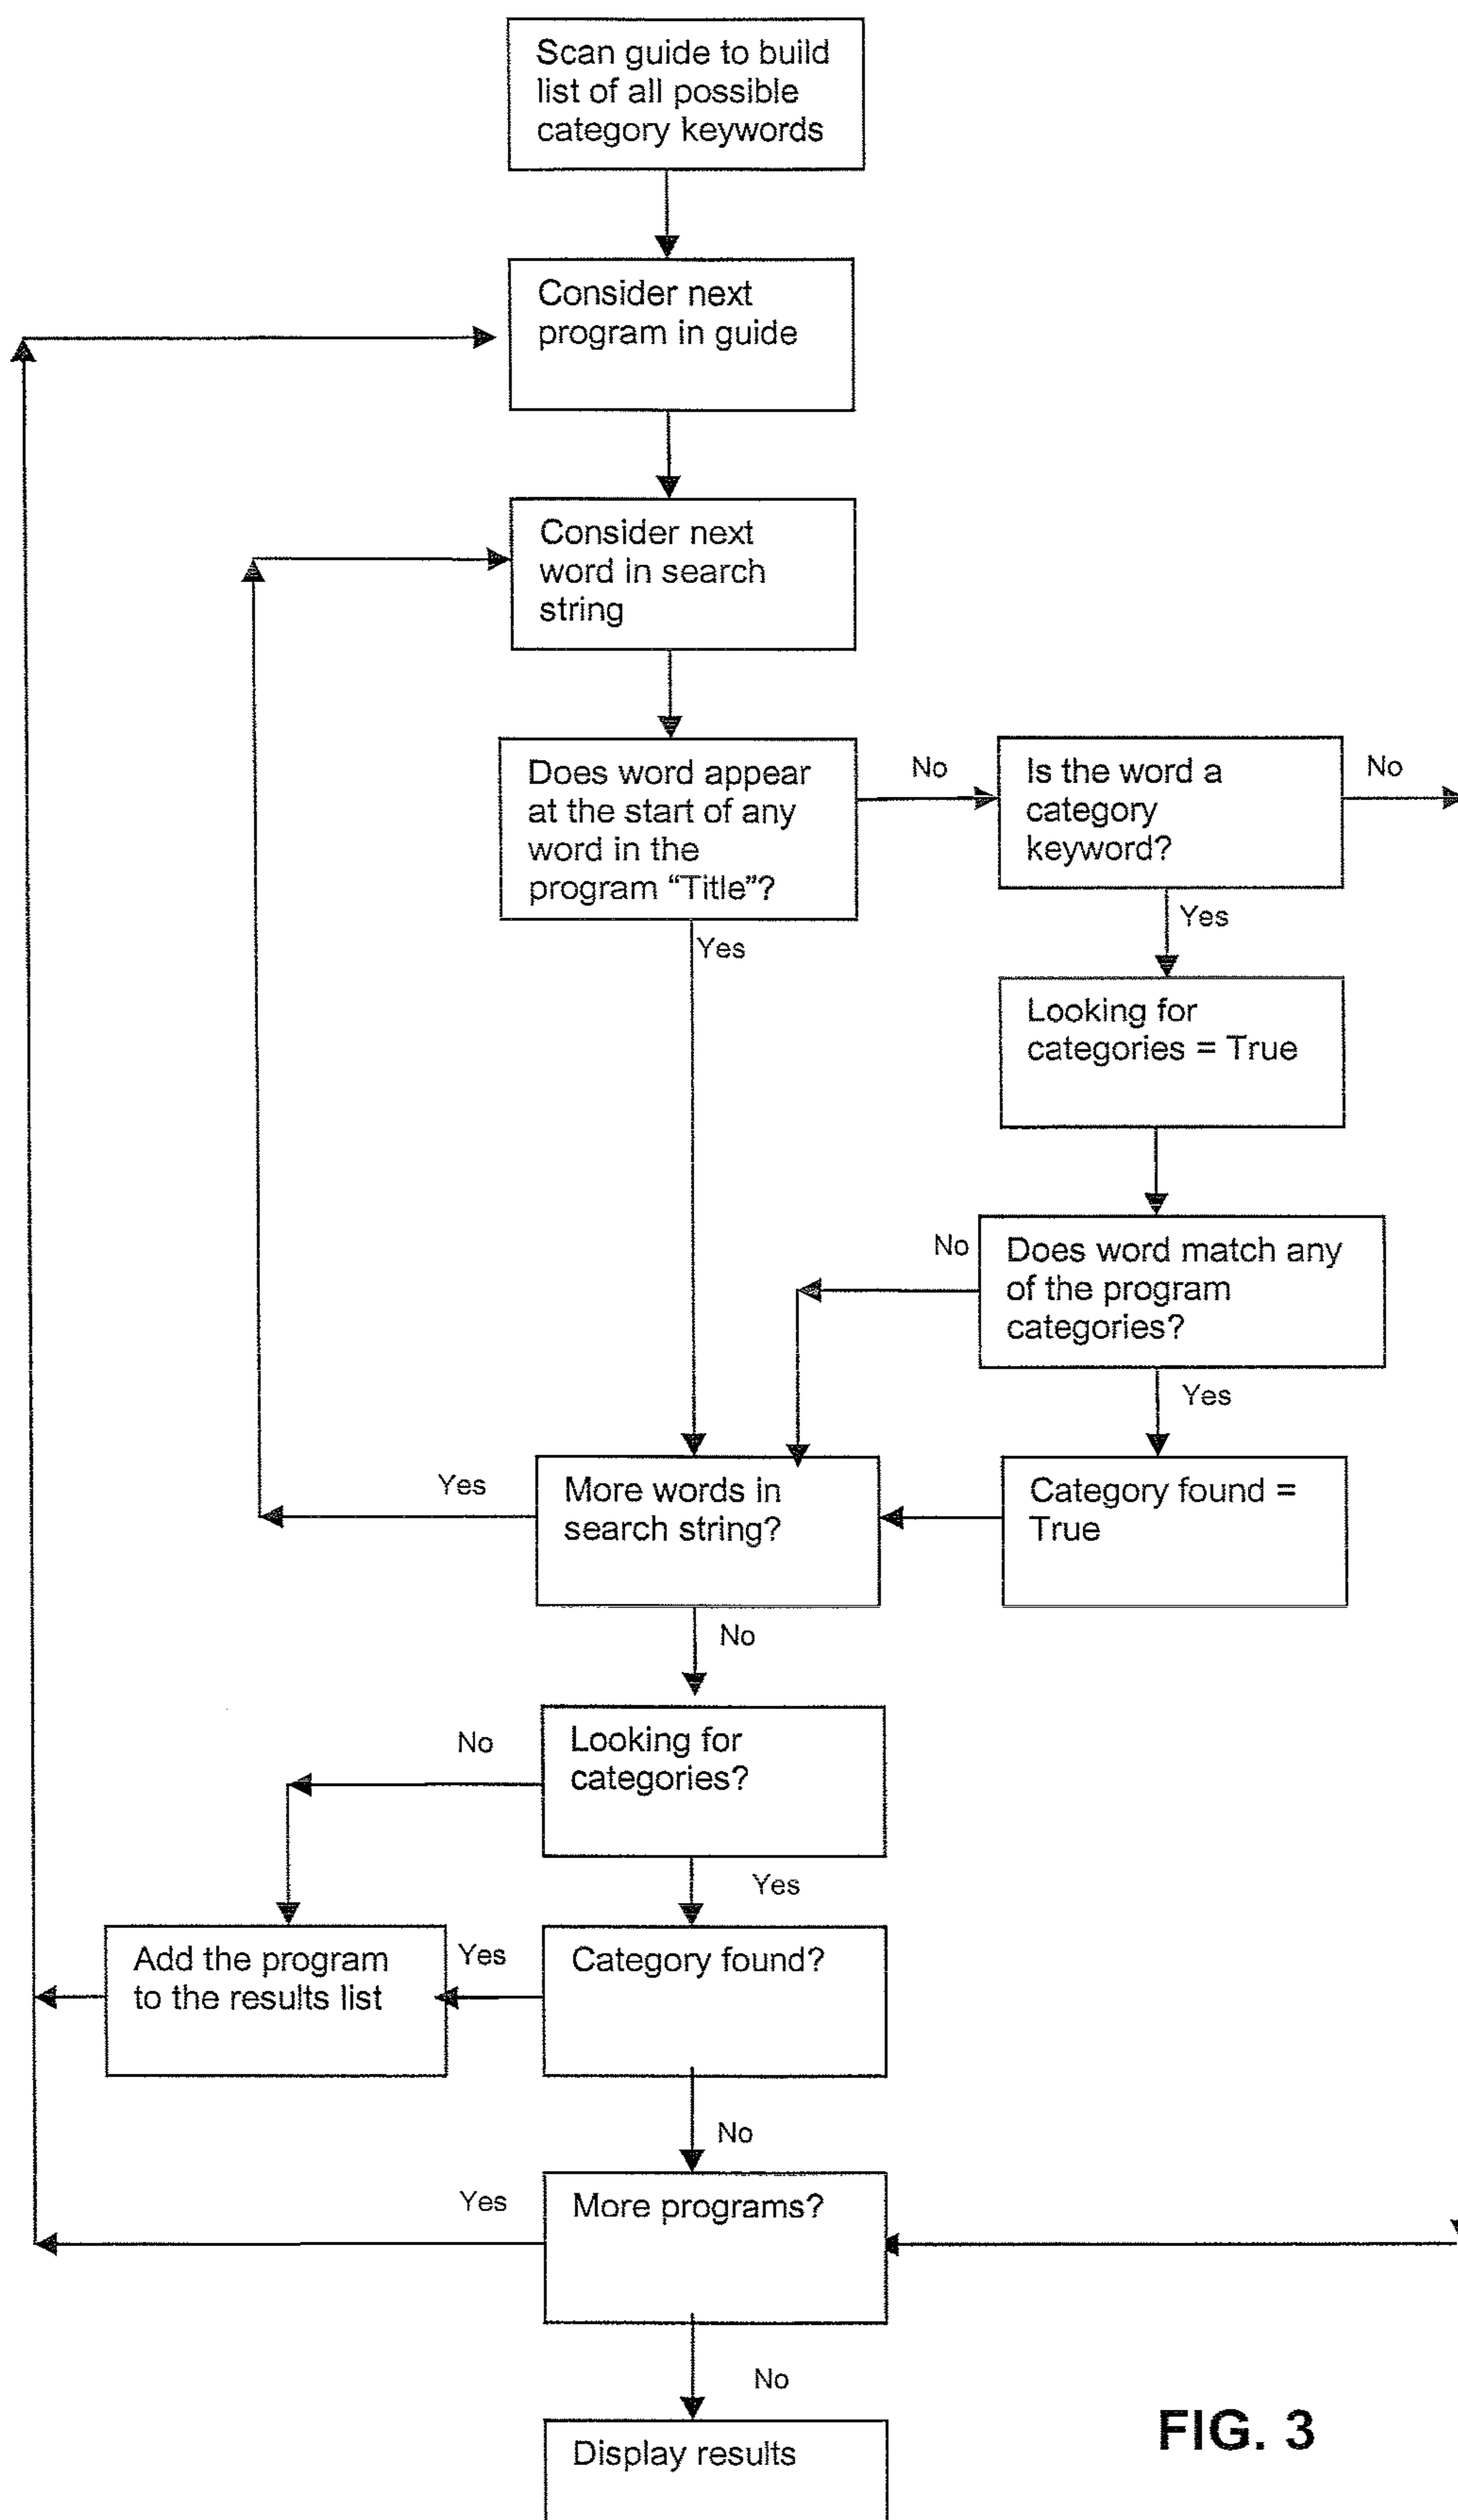 Scan guide to build
list of all possible
category keywords
Consider next
program in guide
Consider next
word in search
string
Does word appear
at the start of any
word in the
program “Title”?
No
Is the word a
category
keyword?
No
Yes
Yes
Looking for
categories = True
No
Does word match any
of the program
categories?
Yes
Yes
More words in
search string?
Category found =
True
No
No
Looking for
categories?
Yes
Add the program
to the results list
Yes
Category found?
No
Yes
More programs?
No
Display results
FIG. 3